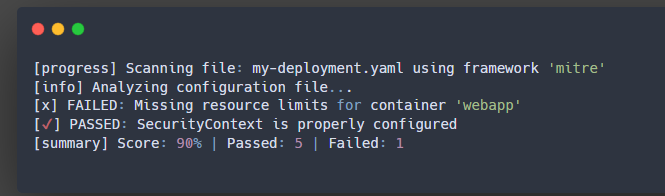 [progress] Scanning file: my-deployment.yaml using framework 'mitre'
[info] Analyzing configuration file...
[x] FAILED: Missing resource limits for container 'webapp'
[✓] PASSED: SecurityContext is properly configured
[summary] Score: 90% | Passed: 5 | Failed: 1